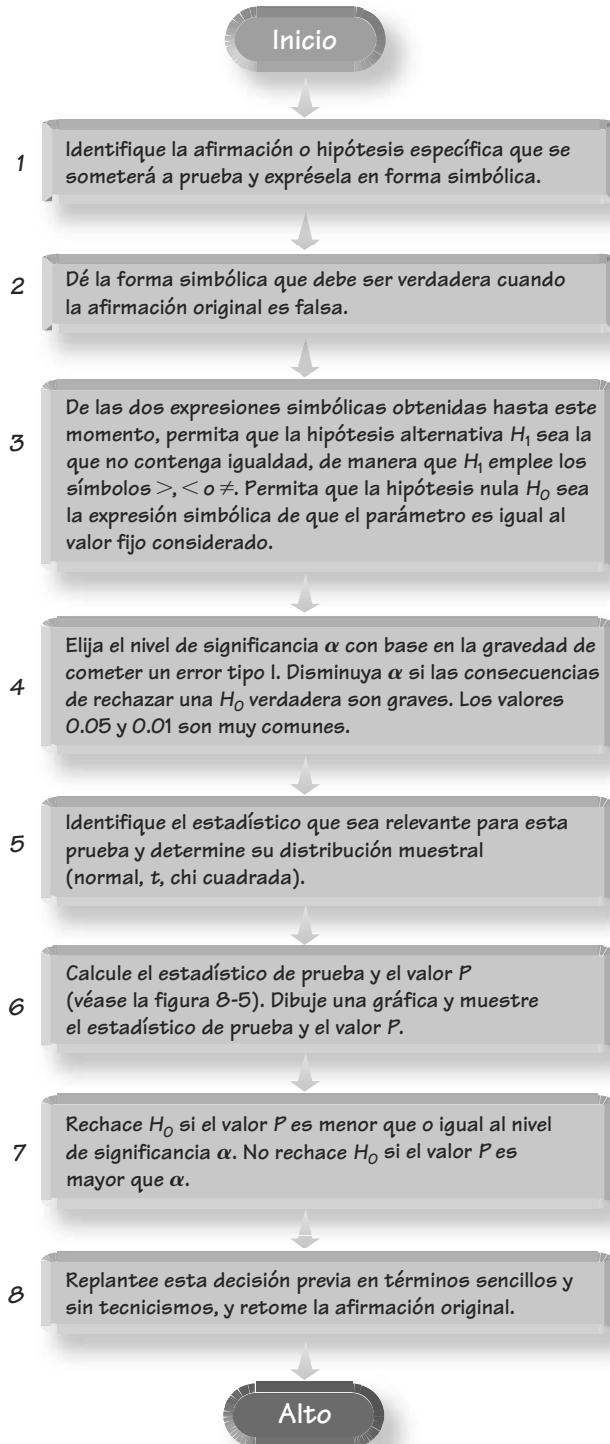 Inicio
1
Identifique la afirmación o hipótesis específica que se
someterá a prueba y exprésela en forma simbólica.
2
Dé la forma simbólica que debe ser verdadera cuando
la afirmación original es falsa.
3
De las dos expresiones simbólicas obtenidas hasta este
momento, permita que la hipótesis alternativa H₁ sea la
que no contenga igualdad, de manera que H₁ emplee los
símbolos >, < o ≠. Permita que la hipótesis nula H₀ sea
la expresión simbólica de que el parámetro es igual al
valor fijo considerado.
4
Elija el nivel de significancia α con base en la gravedad de
cometer un error tipo I. Disminuya α si las consecuencias
de rechazar una H₀ verdadera son graves. Los valores
0.05 y 0.01 son muy comunes.
5
Identifique el estadístico que sea relevante para esta
prueba y determine su distribución muestral
(normal, t, chi cuadrada).
6
Calcule el estadístico de prueba y el valor P
(véase la figura 8-5). Dibuje una gráfica y muestre
el estadístico de prueba y el valor P.
7
Rechace H₀ si el valor P es menor que o igual al nivel
de significancia α. No rechace H₀ si el valor P es
mayor que α.
8
Replantee esta decisión previa en términos sencillos y
sin tecnicismos, y retome la afirmación original.
Alto